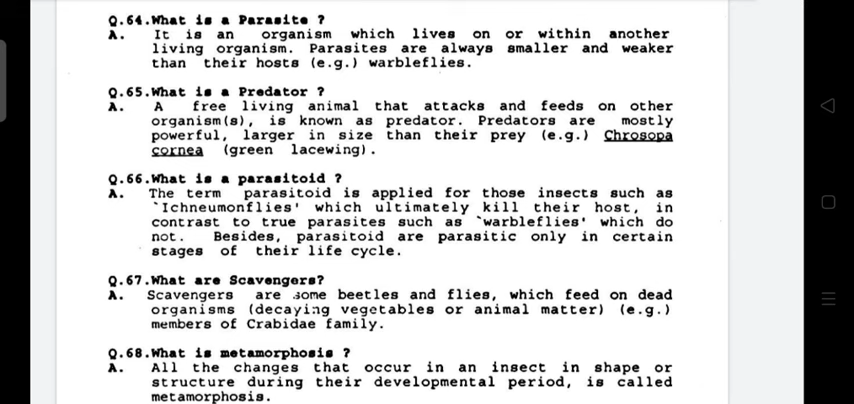 Q.64.What is a Parasite ?
A. It is an organism which lives on or within another
living organism. Parasites are always smaller and weaker
than their hosts (e.g.) warbleflies.
Q.65.What is a Predator ?
A. A free living animal that attacks and feeds on other
organism(s), is known as predator. Predators are mostly
powerful, larger in size than their prey (e.g.) Chrosopa
cornea (green lacewing).
Q.66.What is a parasitoid ?
A. The term parasitoid is applied for those insects such as
`Ichneumonflies' which ultimately kill their host, in
contrast to true parasites such as `warbleflies' which do
not. Besides, parasitoid are parasitic only in certain
stages of their life cycle.
Q.67.What are Scavengers?
A. Scavengers are some beetles and flies, which feed on dead
organisms (decaying vegetables or animal matter) (e.g.)
members of Crabidae family.
Q.68.What is metamorphosis ?
A. All the changes that occur in an insect in shape or
structure during their developmental period, is called
metamorphosis.